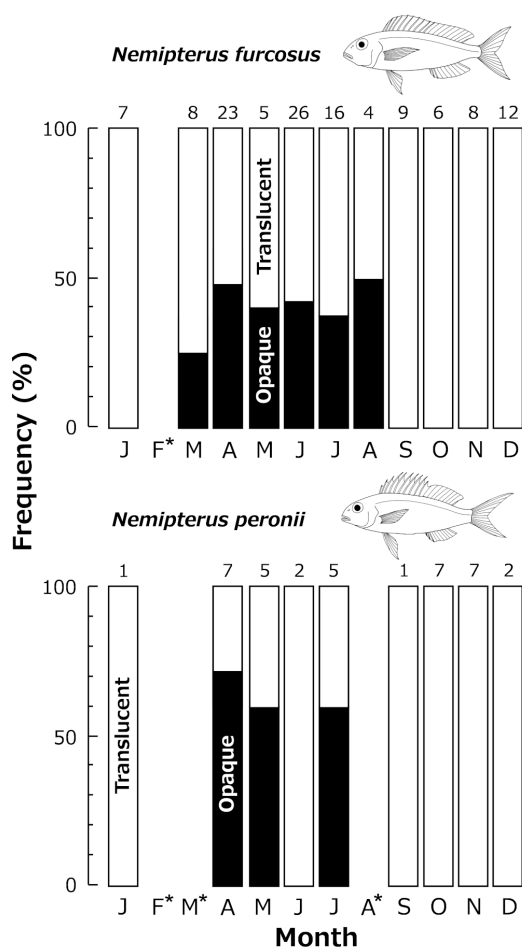 Nemipterus furcosus
7 8 23 5 26 16 4 9 6 8 12
100
50
0
Translucent
Opaque
J F* M A M J J A S O N D
Frequency (%)
Nemipterus peronii
1 7 5 2 5 1 7 7 2
100
50
0
Translucent
Opaque
J F* M* A M J J A* S O N D
Month